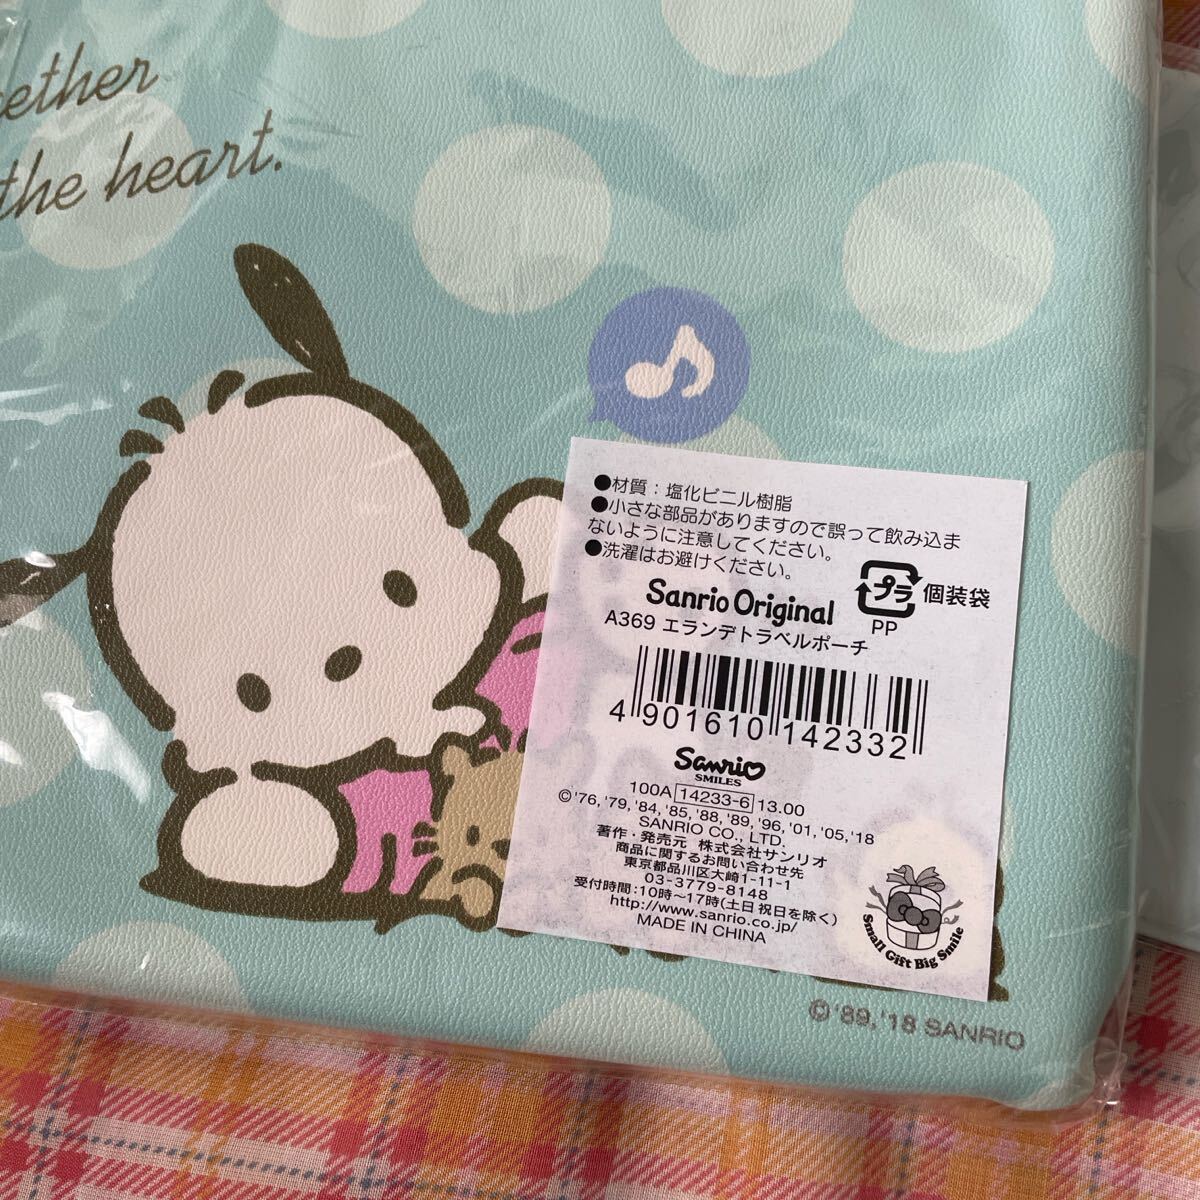 the heart.
●材質:塩化ビニル樹脂
●小さな部品がありますので誤って飲み込ま
ないように注意してください。
●洗濯はお避けください。
プラ 個装袋
PP
Sanrio Original
A369 エランデトラベルポーチ
4 901610 142332
Sanrio
SMILES
100A 14233-6 13.00
©'76,'79,'84,'85,'88,'89,'96,'01,'05,'18
SANRIO CO., LTD.
著作・発売元 株式会社サンリオ
商品に関するお問い合わせ先
東京都品川区大崎1-11-1
03-3779-8148
受付時間:10時~17時(土日祝日を除く)
http://www.sanrio.co.jp/
MADE IN CHINA
Small Gift Big Smile
©'89,'18 SANRIO